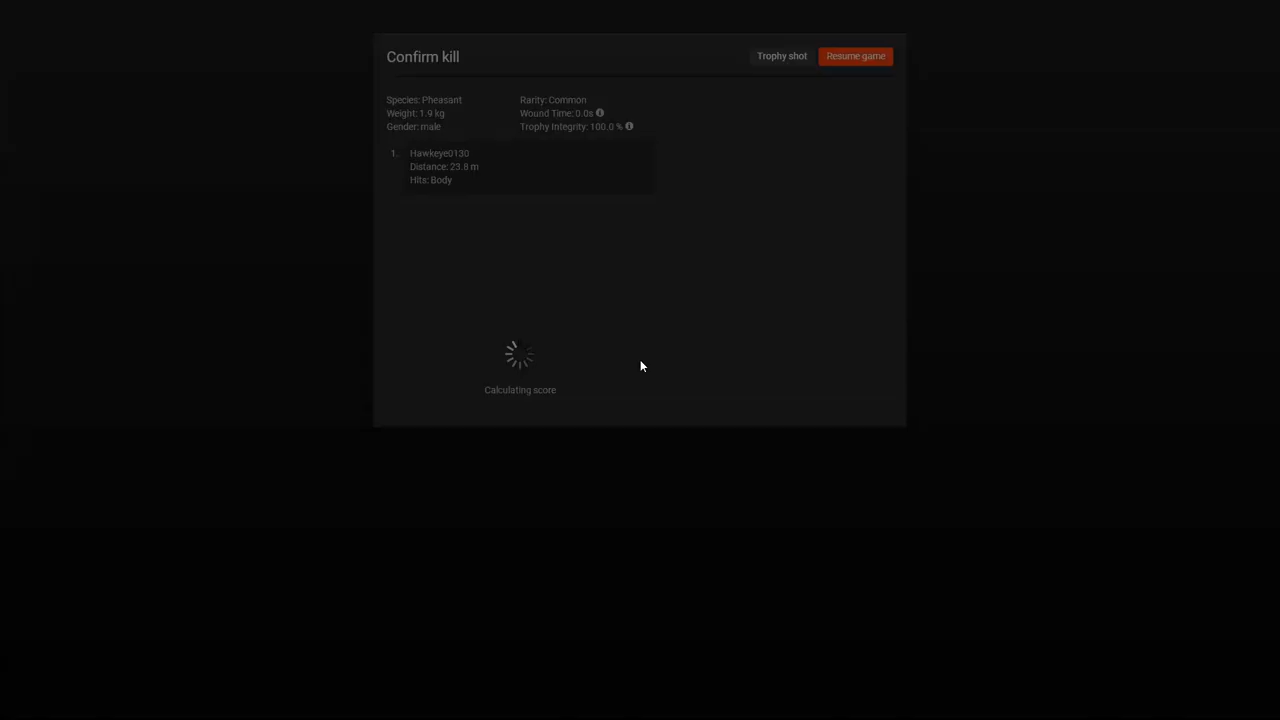 Confirm kill
Trophy shot
Resume game
Species: Pheasant
Weight: 1.9 kg
Gender: male
Rarity: Common
Wound Time: 0.0s
Trophy Integrity: 100.0 %
1. Hawkeye0130
Distance: 23.8 m
Hits: Body
Calculating score